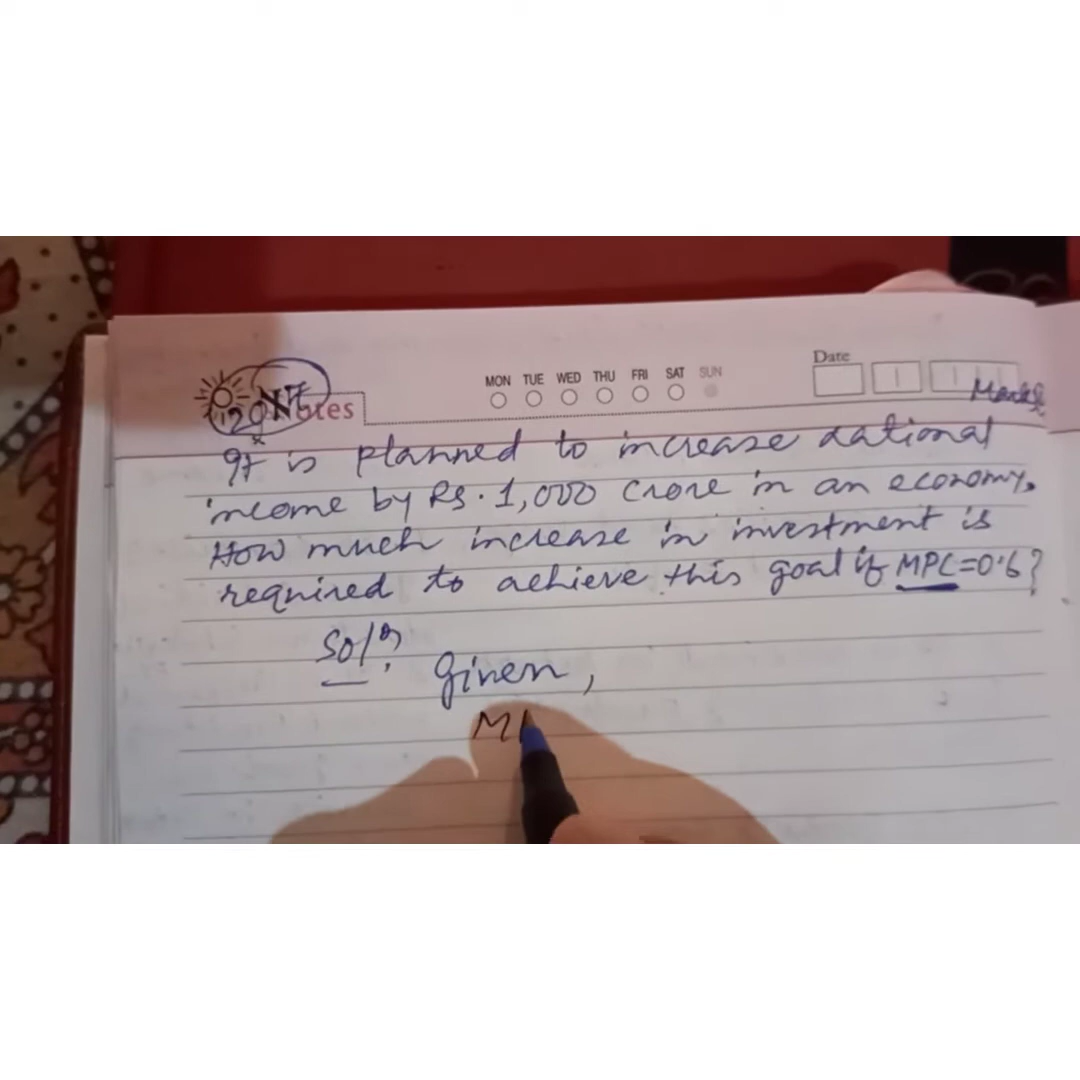 MON TUE WED THU FRI SAT SUN
Date
Notes
2017
Marks
It is planned to increase national
income by Rs. 1,000 crore in an economy.
How much increase in investment is
required to achieve this goal if MPC=0.6?
Solⁿ.
Given,
M